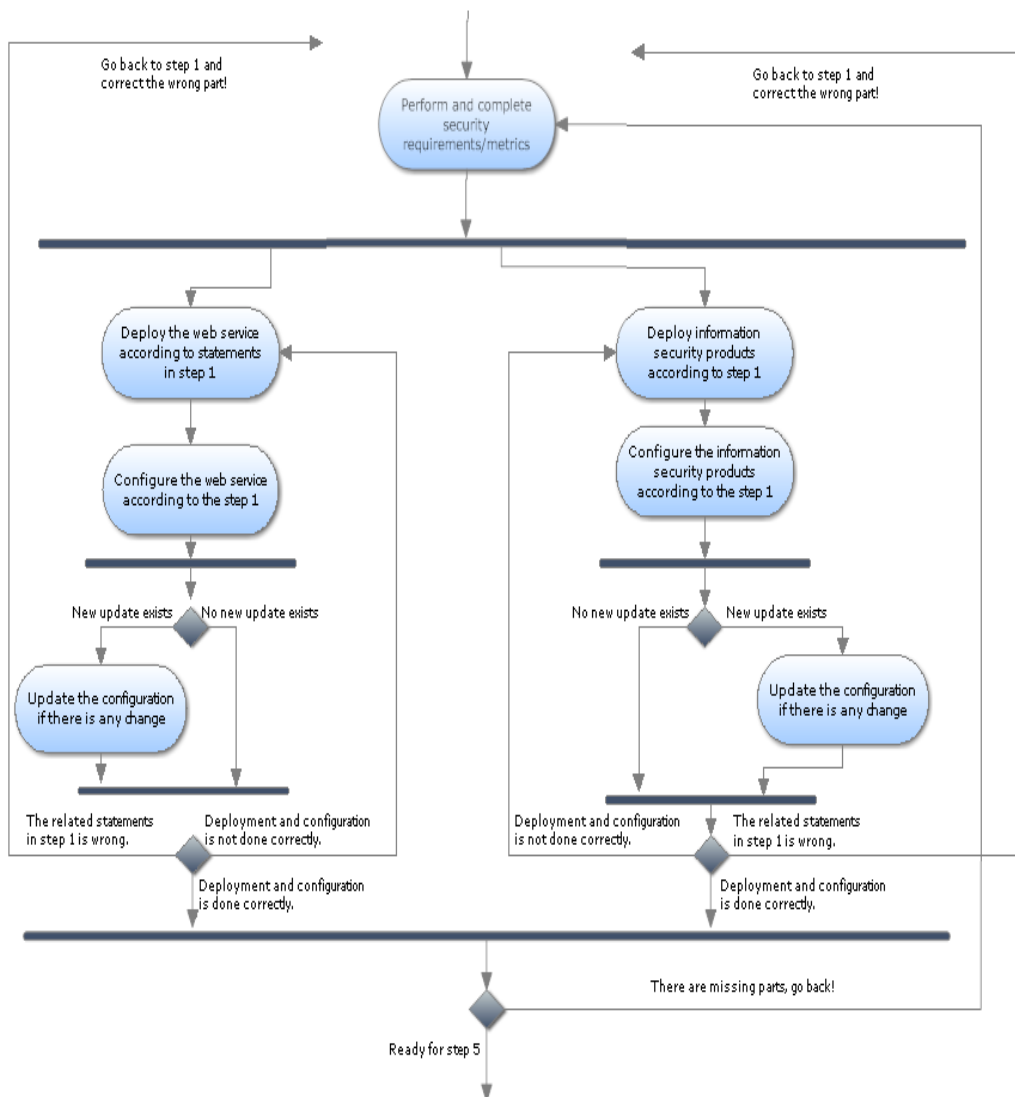 Go back to step 1 and
correct the wrong part!
Go back to step 1 and
correct the wrong part!
Perform and complete
security
requirements/metrics
Deploy the web service
according to statements
in step 1
Deploy information
security products
according to step 1
Configure the web service
according to the step 1
Configure the information
security products
according to the step 1
New update exists
No new update exists
No new update exists
New update exists
Update the configuration
if there is any change
Update the configuration
if there is any change
The related statements
in step 1 is wrong.
Deployment and configuration
is not done correctly.
Deployment and configuration
is not done correctly.
The related statements
in step 1 is wrong.
Deployment and configuration
is done correctly.
Deployment and configuration
is done correctly.
There are missing parts, go back!
Ready for step 5